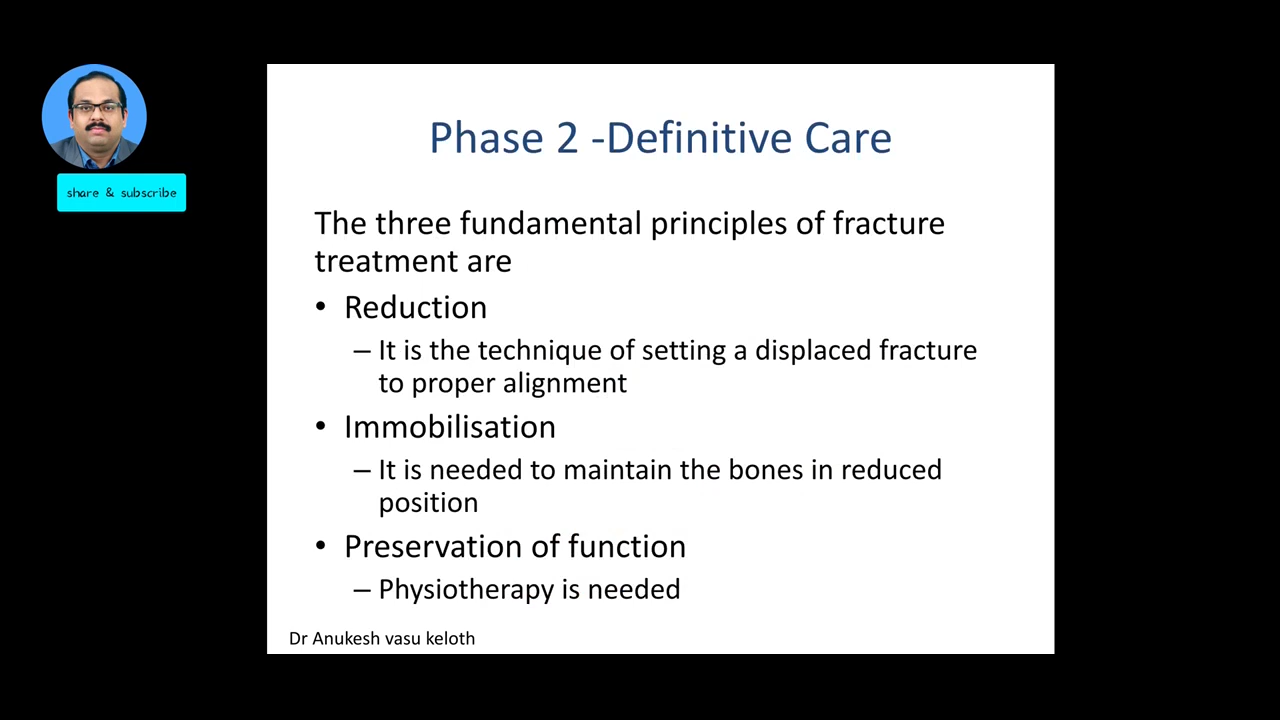 Phase 2 -Definitive Care
share & subscribe
The three fundamental principles of fracture
treatment are
• Reduction
– It is the technique of setting a displaced fracture
to proper alignment
• Immobilisation
– It is needed to maintain the bones in reduced
position
• Preservation of function
– Physiotherapy is needed
Dr Anukesh vasu keloth